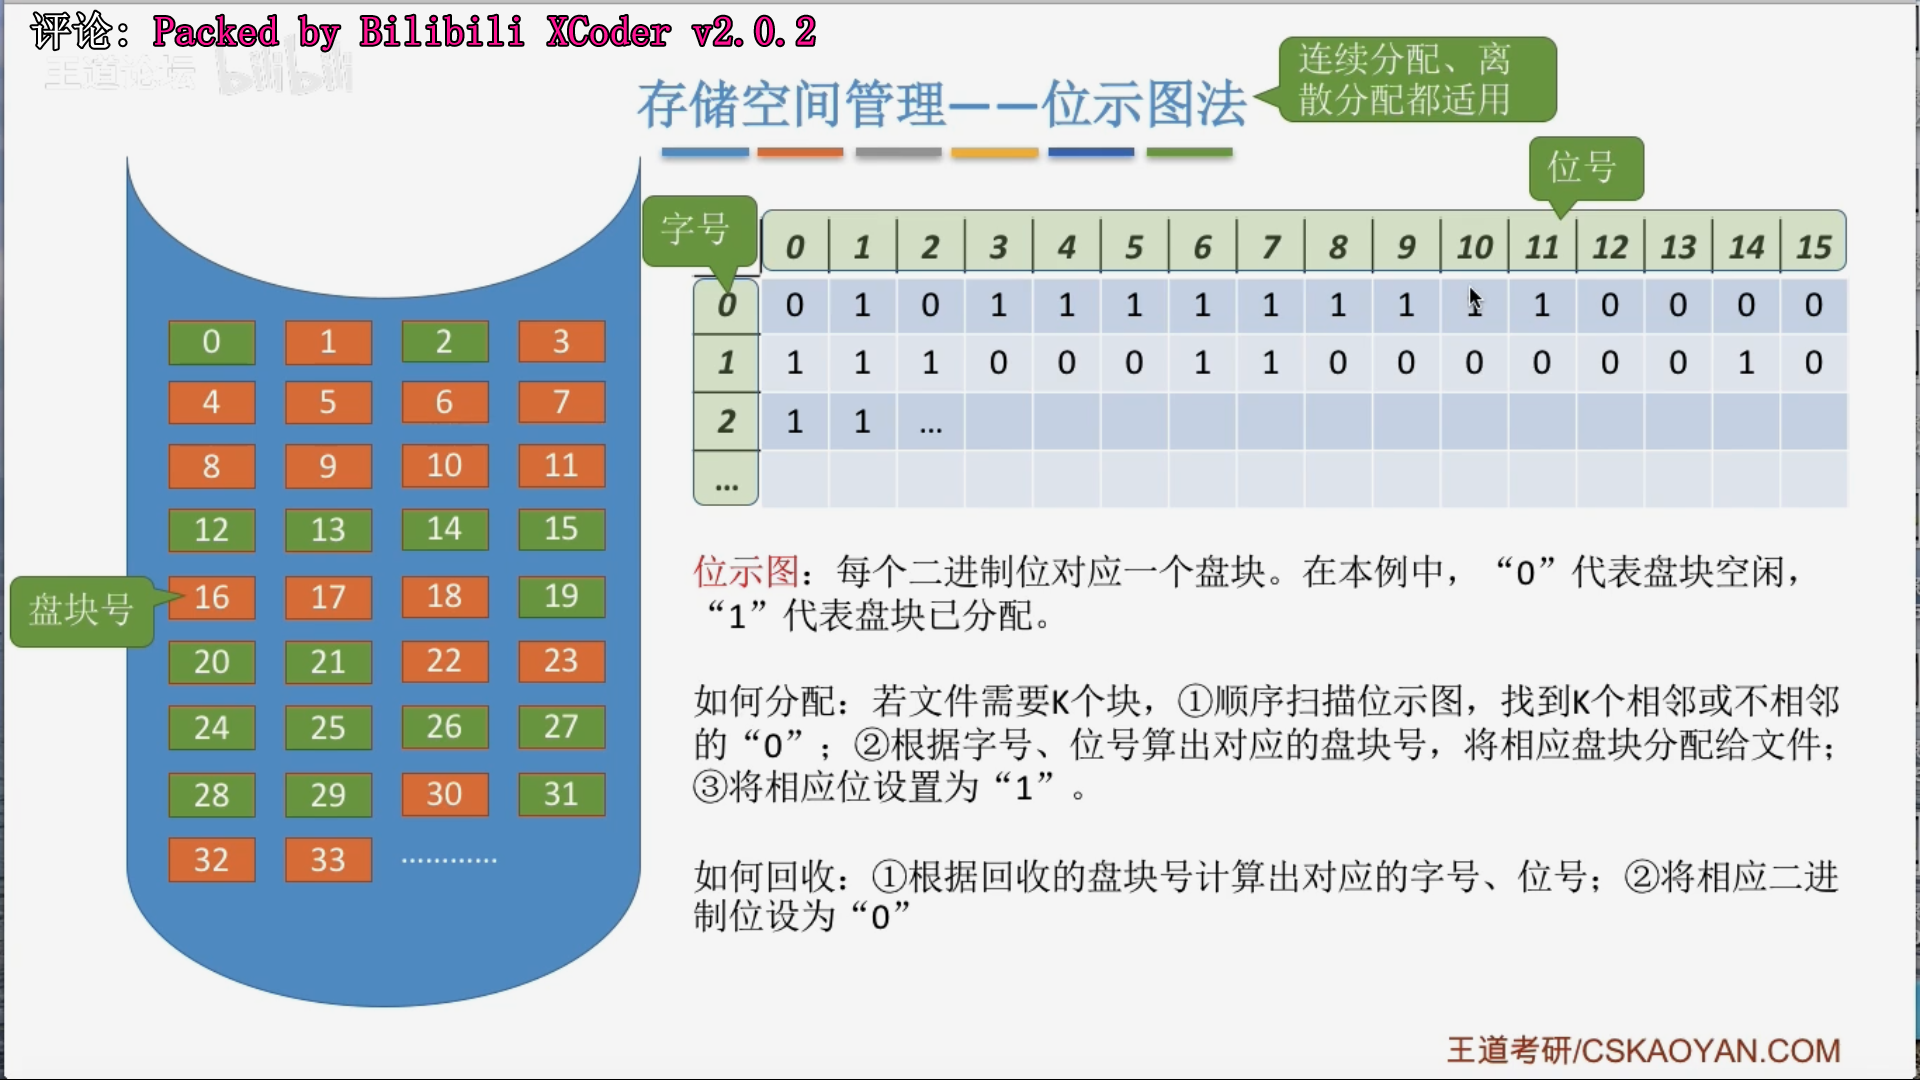 评论: Packed by Bilibili XCoder v2.0.2
王道论坛 bilibili
存储空间管理——位示图法
连续分配、离
散分配都适用
位号
字号
0 1 2 3 4 5 6 7 8 9 10 11 12 13 14 15
0 0 1 0 1 1 1 1 1 1 1 1 1 0 0 0 0
1 1 1 1 0 0 0 1 1 0 0 0 0 0 0 1 0
2 1 1 ...
...
0 1 2 3
4 5 6 7
8 9 10 11
12 13 14 15
盘块号
16 17 18 19
20 21 22 23
24 25 26 27
28 29 30 31
32 33 …………
位示图：每个二进制位对应一个盘块。在本例中，“0”代表盘块空闲，
“1”代表盘块已分配。
如何分配：若文件需要K个块，①顺序扫描位示图，找到K个相邻或不相邻
的“0”；②根据字号、位号算出对应的盘块号，将相应盘块分配给文件；
③将相应位设置为“1”。
如何回收：①根据回收的盘块号计算出对应的字号、位号；②将相应二进
制位设为“0”
王道考研/CSKAOYAN.COM